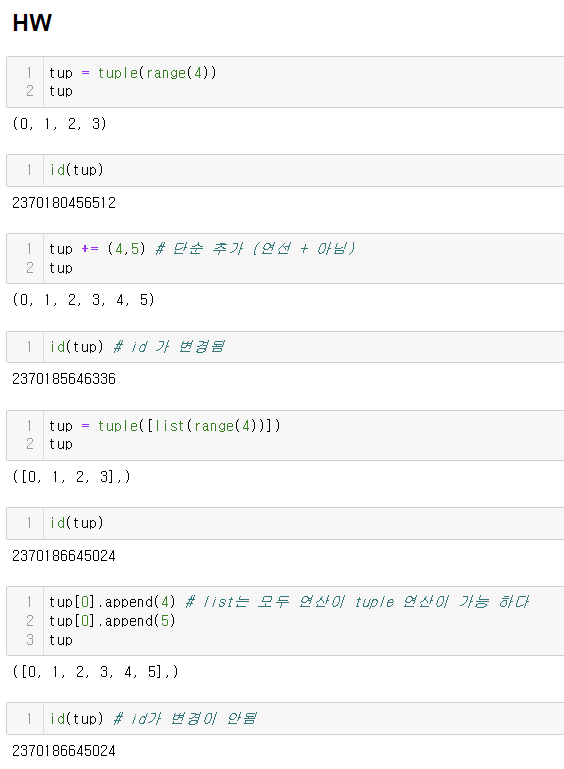 HW
1 tup = tuple(range(4))
2 tup
(0, 1, 2, 3)
1 id(tup)
2370180456512
1 tup += (4,5) # 단순 추가 (연선 + 아님)
2 tup
(0, 1, 2, 3, 4, 5)
1 id(tup) # id 가 변경됨
2370185646336
1 tup = tuple([list(range(4))])
2 tup
([0, 1, 2, 3],)
1 id(tup)
2370186645024
1 tup[0].append(4) # list는 모두 연산이 tuple 연산이 가능 하다
2 tup[0].append(5)
3 tup
([0, 1, 2, 3, 4, 5],)
1 id(tup) # id가 변경이 안됨
2370186645024